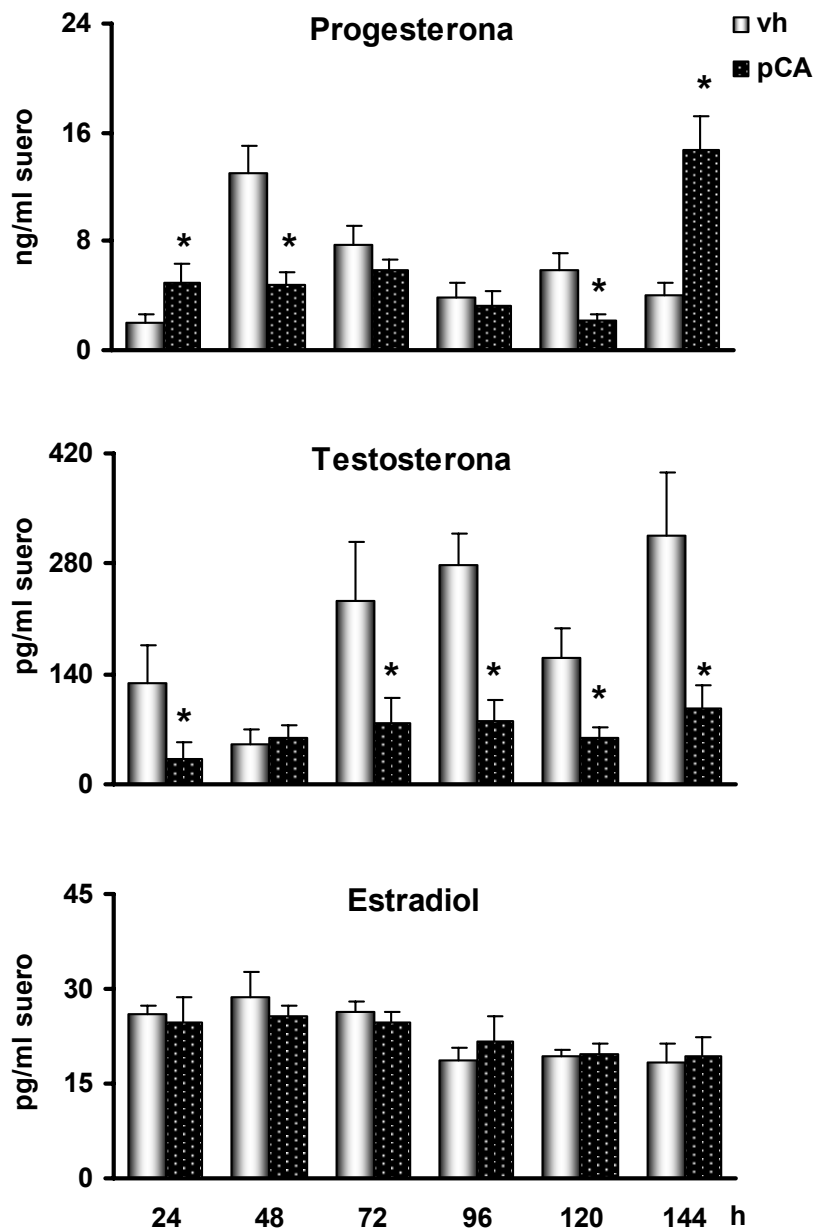 Progesterona
vh
pCA
ng/ml suero
24
16
8
0
* * * *
Testosterona
pg/ml suero
420
280
140
0
* * * * *
Estradiol
pg/ml suero
45
30
15
0
24 48 72 96 120 144 h